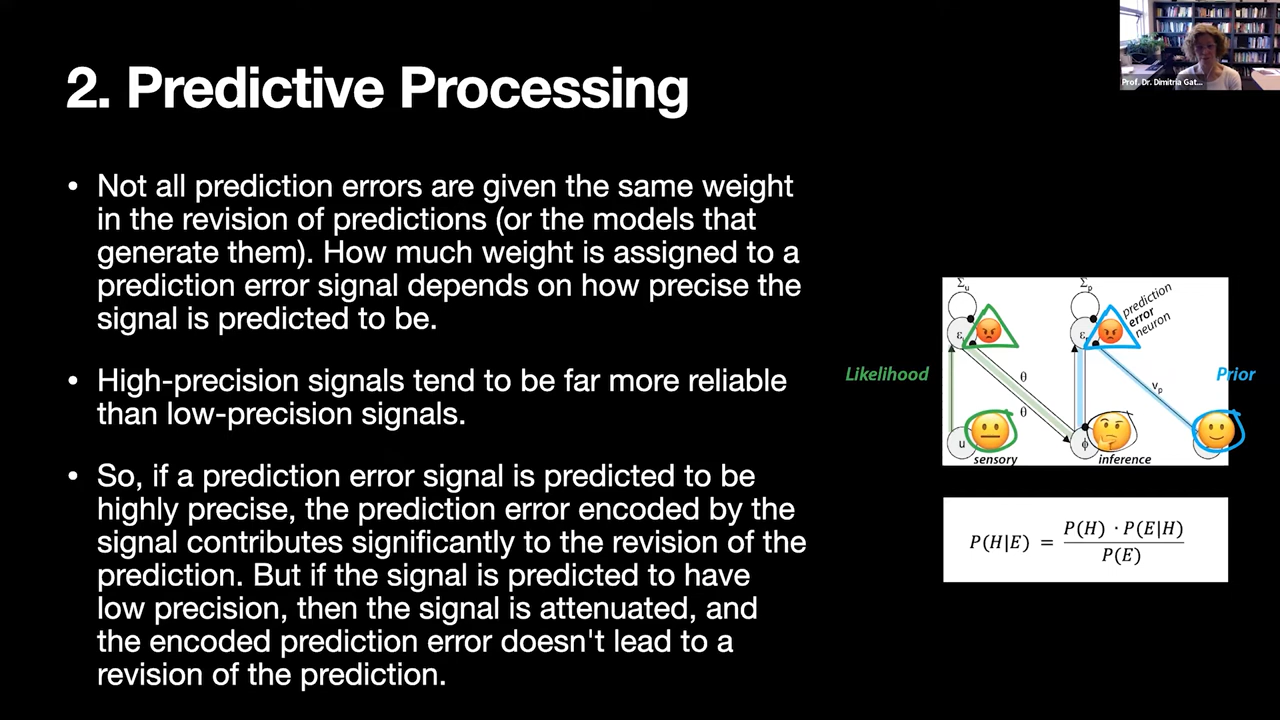 2. Predictive Processing
Prof. Dr. Dimitria Gat...
• Not all prediction errors are given the same weight
in the revision of predictions (or the models that
generate them). How much weight is assigned to a
prediction error signal depends on how precise the
signal is predicted to be.
• High-precision signals tend to be far more reliable
than low-precision signals.
• So, if a prediction error signal is predicted to be
highly precise, the prediction error encoded by the
signal contributes significantly to the revision of the
prediction. But if the signal is predicted to have
low precision, then the signal is attenuated, and
the encoded prediction error doesn't lead to a
revision of the prediction.
Σu
Σp
prediction
error
neuron
ε
ε
Likelihood
θ
θ
vp
Prior
u
ϕ
sensory
inference
P(H|E) = P(H) · P(E|H) / P(E)